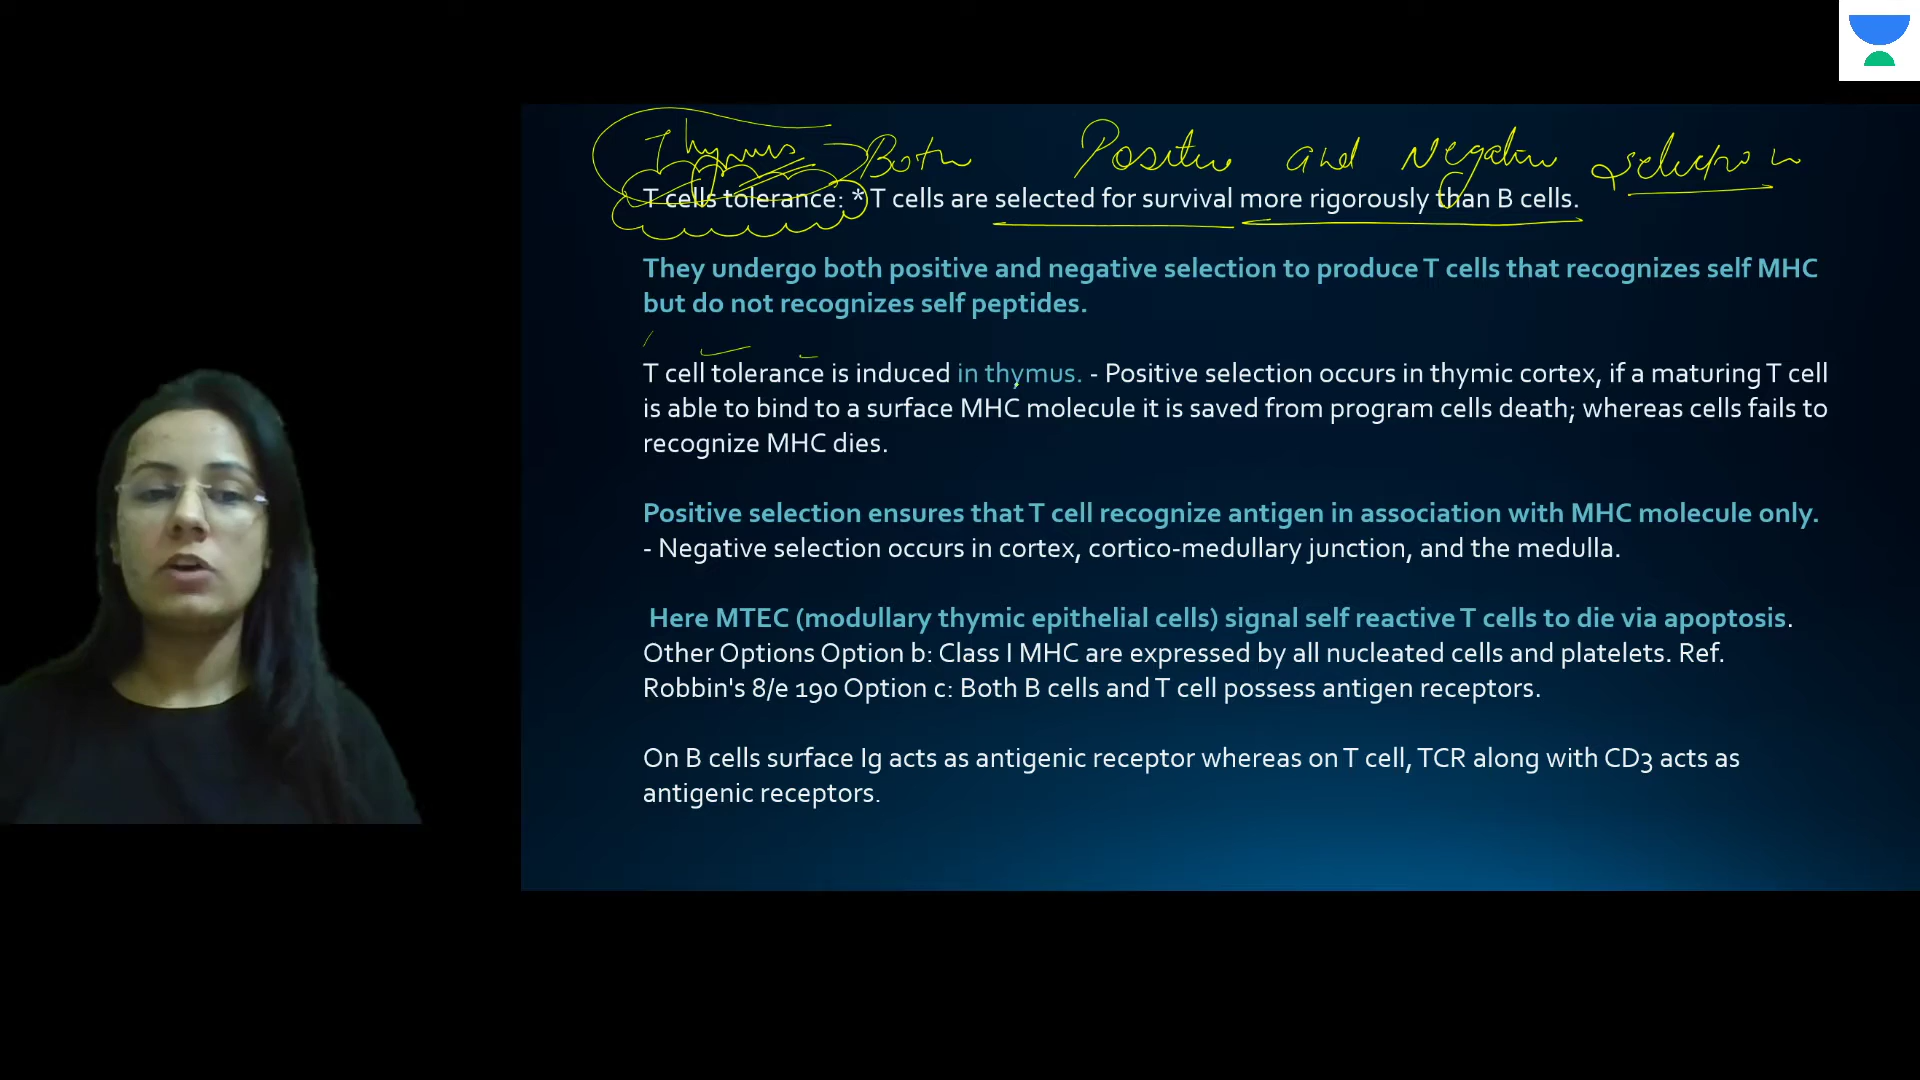 Thymus Both Positive and Negative Selection
T cells tolerance: * T cells are selected for survival more rigorously than B cells.
They undergo both positive and negative selection to produce T cells that recognizes self MHC
but do not recognizes self peptides.
T cell tolerance is induced in thymus. - Positive selection occurs in thymic cortex, if a maturing T cell
is able to bind to a surface MHC molecule it is saved from program cells death; whereas cells fails to
recognize MHC dies.
Positive selection ensures that T cell recognize antigen in association with MHC molecule only.
- Negative selection occurs in cortex, cortico-medullary junction, and the medulla.
Here MTEC (modullary thymic epithelial cells) signal self reactive T cells to die via apoptosis.
Other Options Option b: Class I MHC are expressed by all nucleated cells and platelets. Ref.
Robbin's 8/e 190 Option c: Both B cells and T cell possess antigen receptors.
On B cells surface Ig acts as antigenic receptor whereas on T cell, TCR along with CD3 acts as
antigenic receptors.